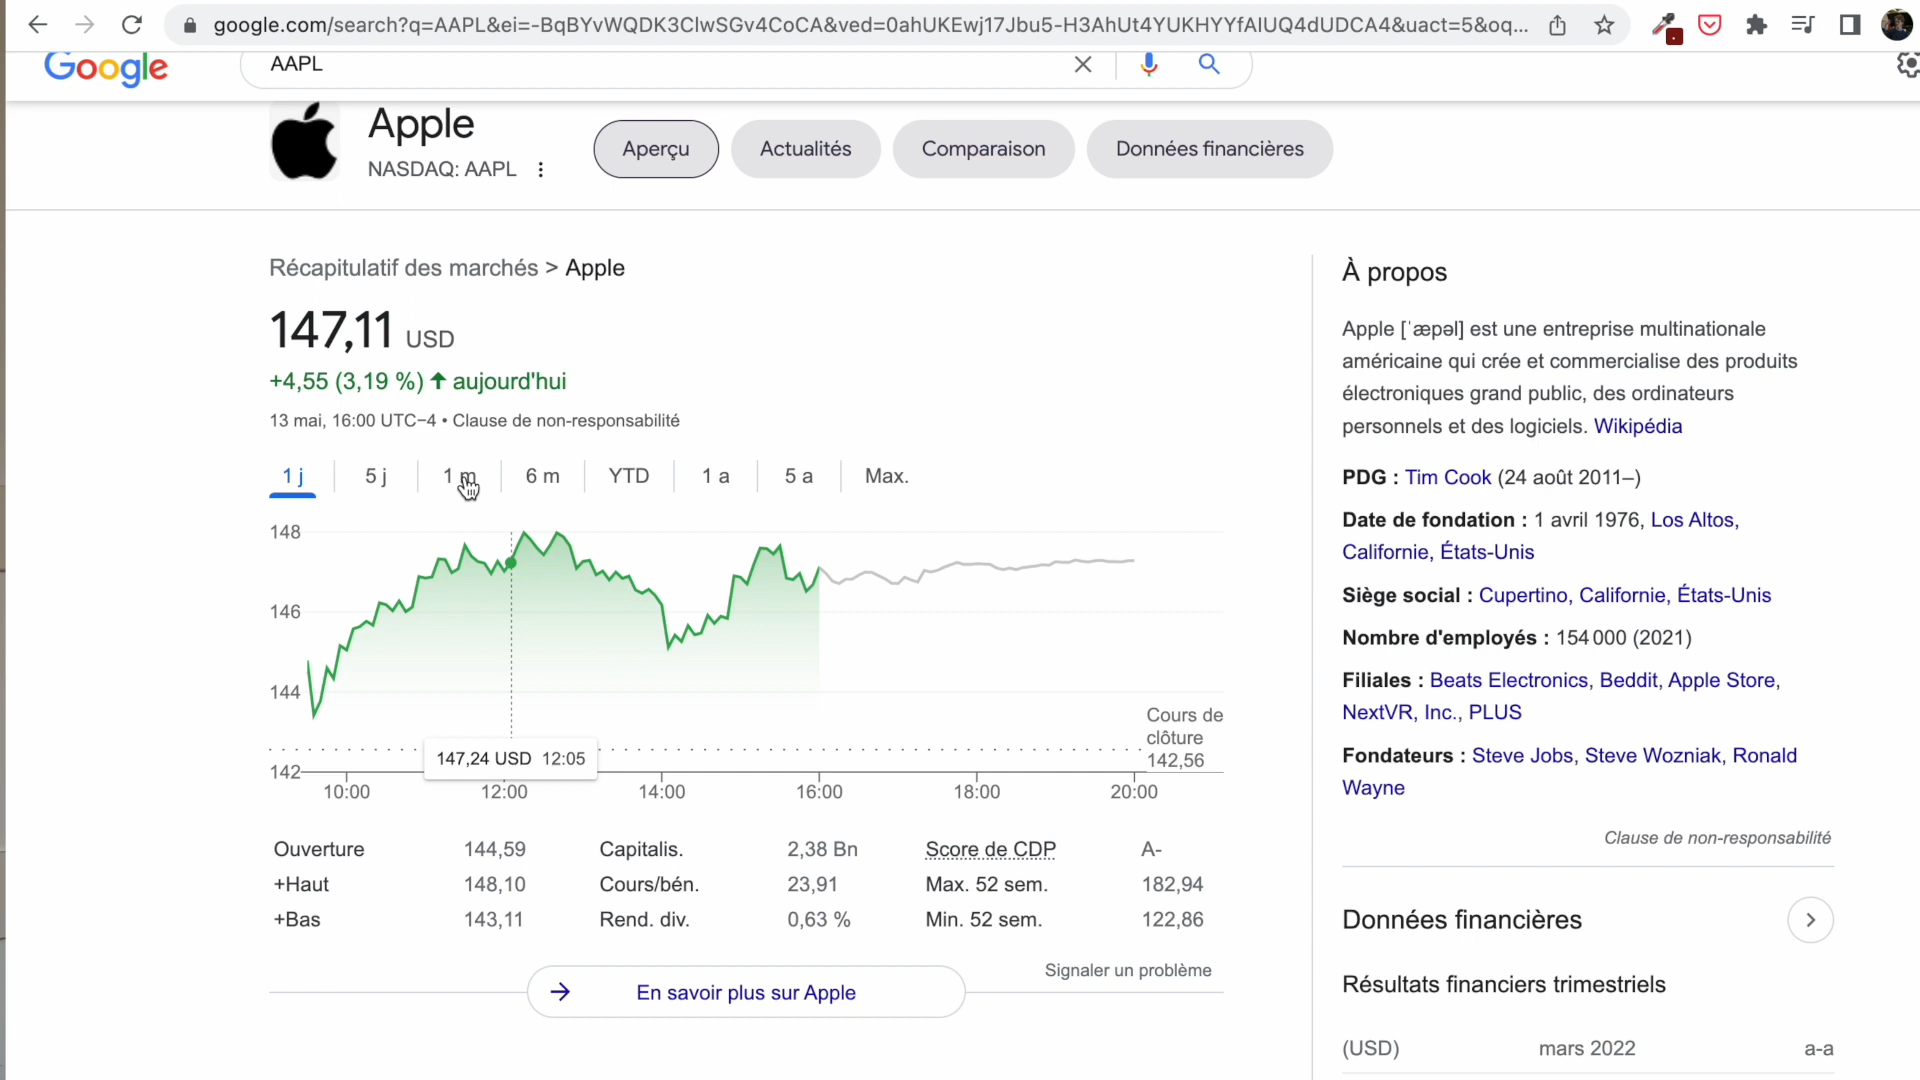 google.com/search?q=AAPL&ei=-BqBYvWQDK3ClwSGv4CoCA&ved=0ahUKEwj17Jbu5-H3AhUt4YUKHYYfAIUQ4dUDCA4&uact=5&oq...
Google
AAPL
Apple
NASDAQ: AAPL
Aperçu
Actualités
Comparaison
Données financières
Récapitulatif des marchés > Apple
147,11 USD
+4,55 (3,19 %) aujourd'hui
13 mai, 16:00 UTC−4 • Clause de non-responsabilité
1 j 5 j 1 m 6 m YTD 1 a 5 a Max.
148
146
144
142
Cours de
clôture
142,56
147,24 USD 12:05
10:00 12:00 14:00 16:00 18:00 20:00
Ouverture 144,59 Capitalis. 2,38 Bn Score de CDP A-
+Haut 148,10 Cours/bén. 23,91 Max. 52 sem. 182,94
+Bas 143,11 Rend. div. 0,63 % Min. 52 sem. 122,86
Signaler un problème
En savoir plus sur Apple
À propos
Apple [ˈæpəl] est une entreprise multinationale
américaine qui crée et commercialise des produits
électroniques grand public, des ordinateurs
personnels et des logiciels. Wikipédia
PDG : Tim Cook (24 août 2011–)
Date de fondation : 1 avril 1976, Los Altos,
Californie, États-Unis
Siège social : Cupertino, Californie, États-Unis
Nombre d'employés : 154 000 (2021)
Filiales : Beats Electronics, Beddit, Apple Store,
NextVR, Inc., PLUS
Fondateurs : Steve Jobs, Steve Wozniak, Ronald
Wayne
Clause de non-responsabilité
Données financières
Résultats financiers trimestriels
(USD) mars 2022 a-a